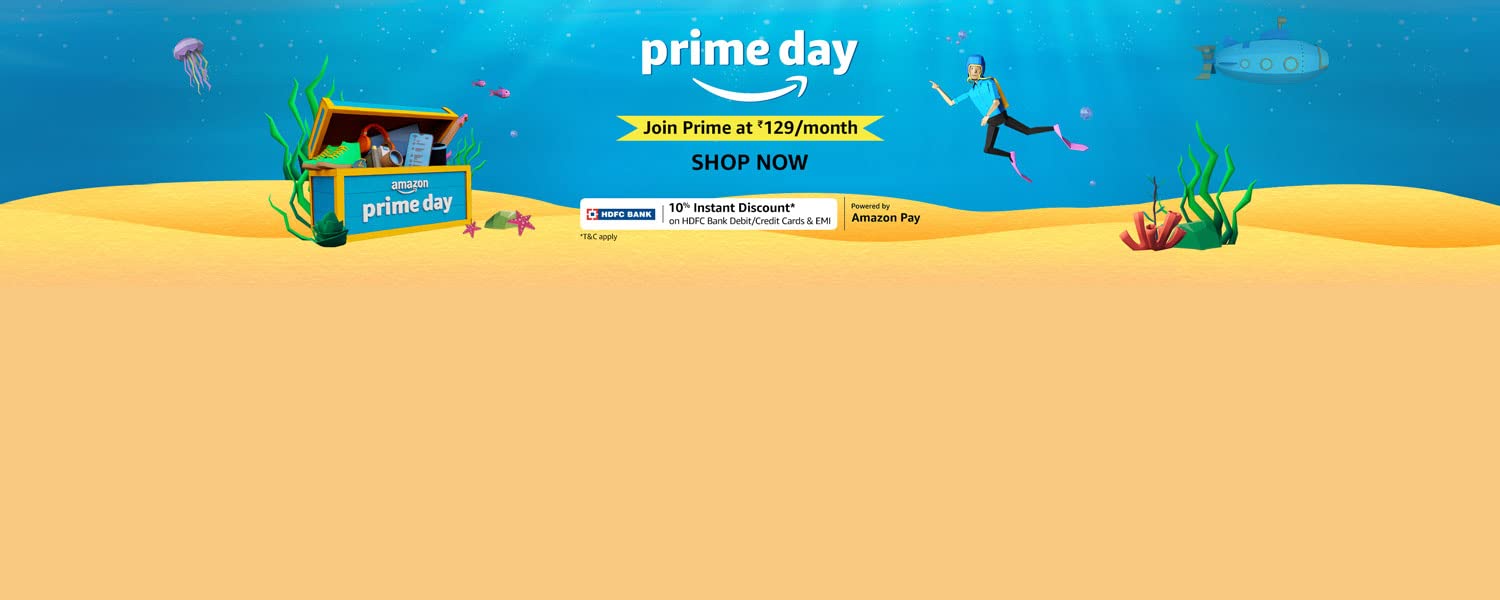 prime day
Join Prime at ₹129/month
SHOP NOW
amazon
prime day
HDFC BANK
10% Instant Discount*
on HDFC Bank Debit/Credit Cards & EMI
Powered by
Amazon Pay
*T&C apply